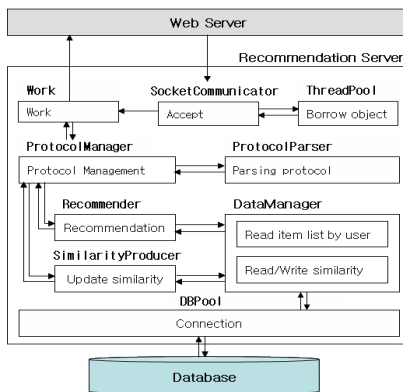 Web Server
Recommendation Server
Work
SocketCommunicator
ThreadPool
Work
Accept
Borrow object
ProtocolManager
ProtocolParser
Protocol Management
Parsing protocol
Recommender
DataManager
Recommendation
Read item list by user
SimilarityProducer
Update similarity
Read/Write similarity
DBPool
Connection
Database